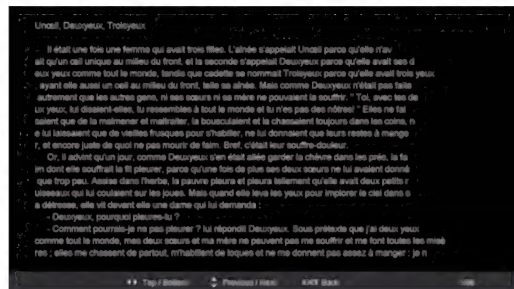 Unœil, Deuxyeux, Troisyeux
Il était une fois une femme qui avait trois filles. L'aînée s'appelait Unœil parce qu'elle n'av
ait qu'un œil unique au milieu du front, et la seconde s'appelait Deuxyeux parce qu'elle avait ses d
eux yeux comme tout le monde, tandis que cadette se nommait Troisyeux parce qu'elle avait trois yeux
, ayant elle aussi un oeil au milieu du front, telle sa aînée. Mais comme Deuxyeux n'était pas faite
autrement que les autres gens, ni ses sœurs ni sa mère ne pouvaient la souffrir. " Toi, avec tes de
ux yeux, lui disaient-elles, tu ressembles à tout le monde et tu n'es pas des nôtres! " Elles ne fai
saient que de la malmener et maltraiter, la bousculaient et la chassaient toujours dans les coins, n
e lui laissaient que de vieilles frusques pour s'habiller, ne lui donnaient que leurs restes à mange
r, et encore juste de quoi ne pas mourir de faim. Bref, c'était leur souffre-douleur.
Or, il advint qu'un jour, comme Deuxyeux s'en était allée garder la chèvre dans les prés, la fa
im dont elle souffrait la fit pleurer, parce qu'une fois de plus ses deux sœurs ne lui avaient donné
que trop peu. Assise dans l'herbe, la pauvre pleura et pleura tellement qu'elle avait deux petits r
uisseaux qui lui coulaient sur les joues. Mais quand elle leva les yeux pour implorer le ciel dans s
a détresse, elle vit devant elle une dame qui lui demanda :
- Deuxyeux, pourquoi pleures-tu ?
- Comment pourrais-je ne pas pleurer ? lui répondit Deuxyeux. Sous prétexte que j'ai deux yeux
comme tout le monde, mes deux sœurs et ma mère ne peuvent pas me souffrir et me font toutes les misè
res ; elles me chassent de partout, m'habillent de loques et ne me donnent pas assez à manger : je n
Top / Bottom Previous / Next EXIT Back